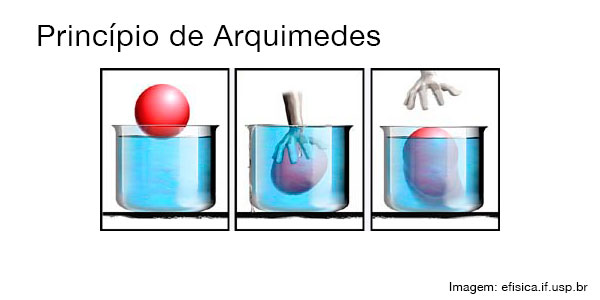 Princípio de Arquimedes
Imagem: efisica.if.usp.br